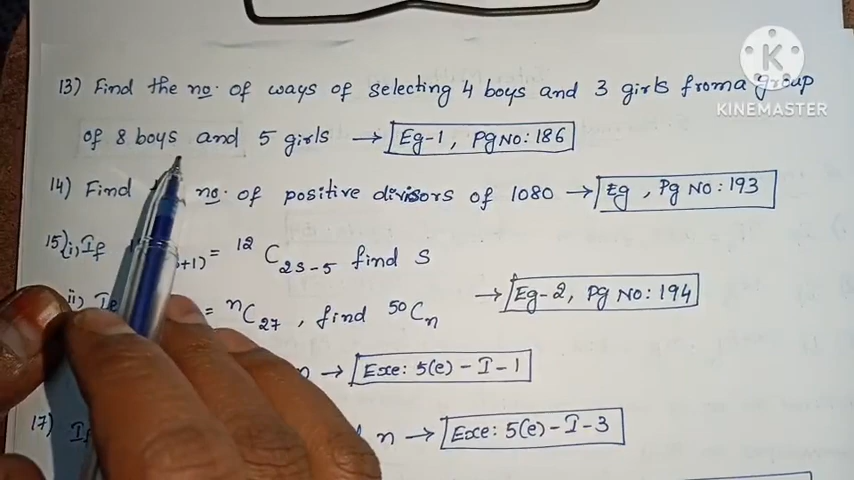 13) Find the no. of ways of selecting 4 boys and 3 girls from a group
KINEMASTER
of 8 boys and 5 girls → Eg-1, Pg No: 186
14) Find no. of positive divisors of 1080 → Eg, Pg No: 193
15) i, If s+1) = ¹²C₂ₛ₋₅ find s
ii) = ⁿC₂₇, find ⁵⁰Cₙ → Eg-2, Pg No: 194
n → Exe: 5(e)-I-1
17) If n → Exe: 5(e)-I-3